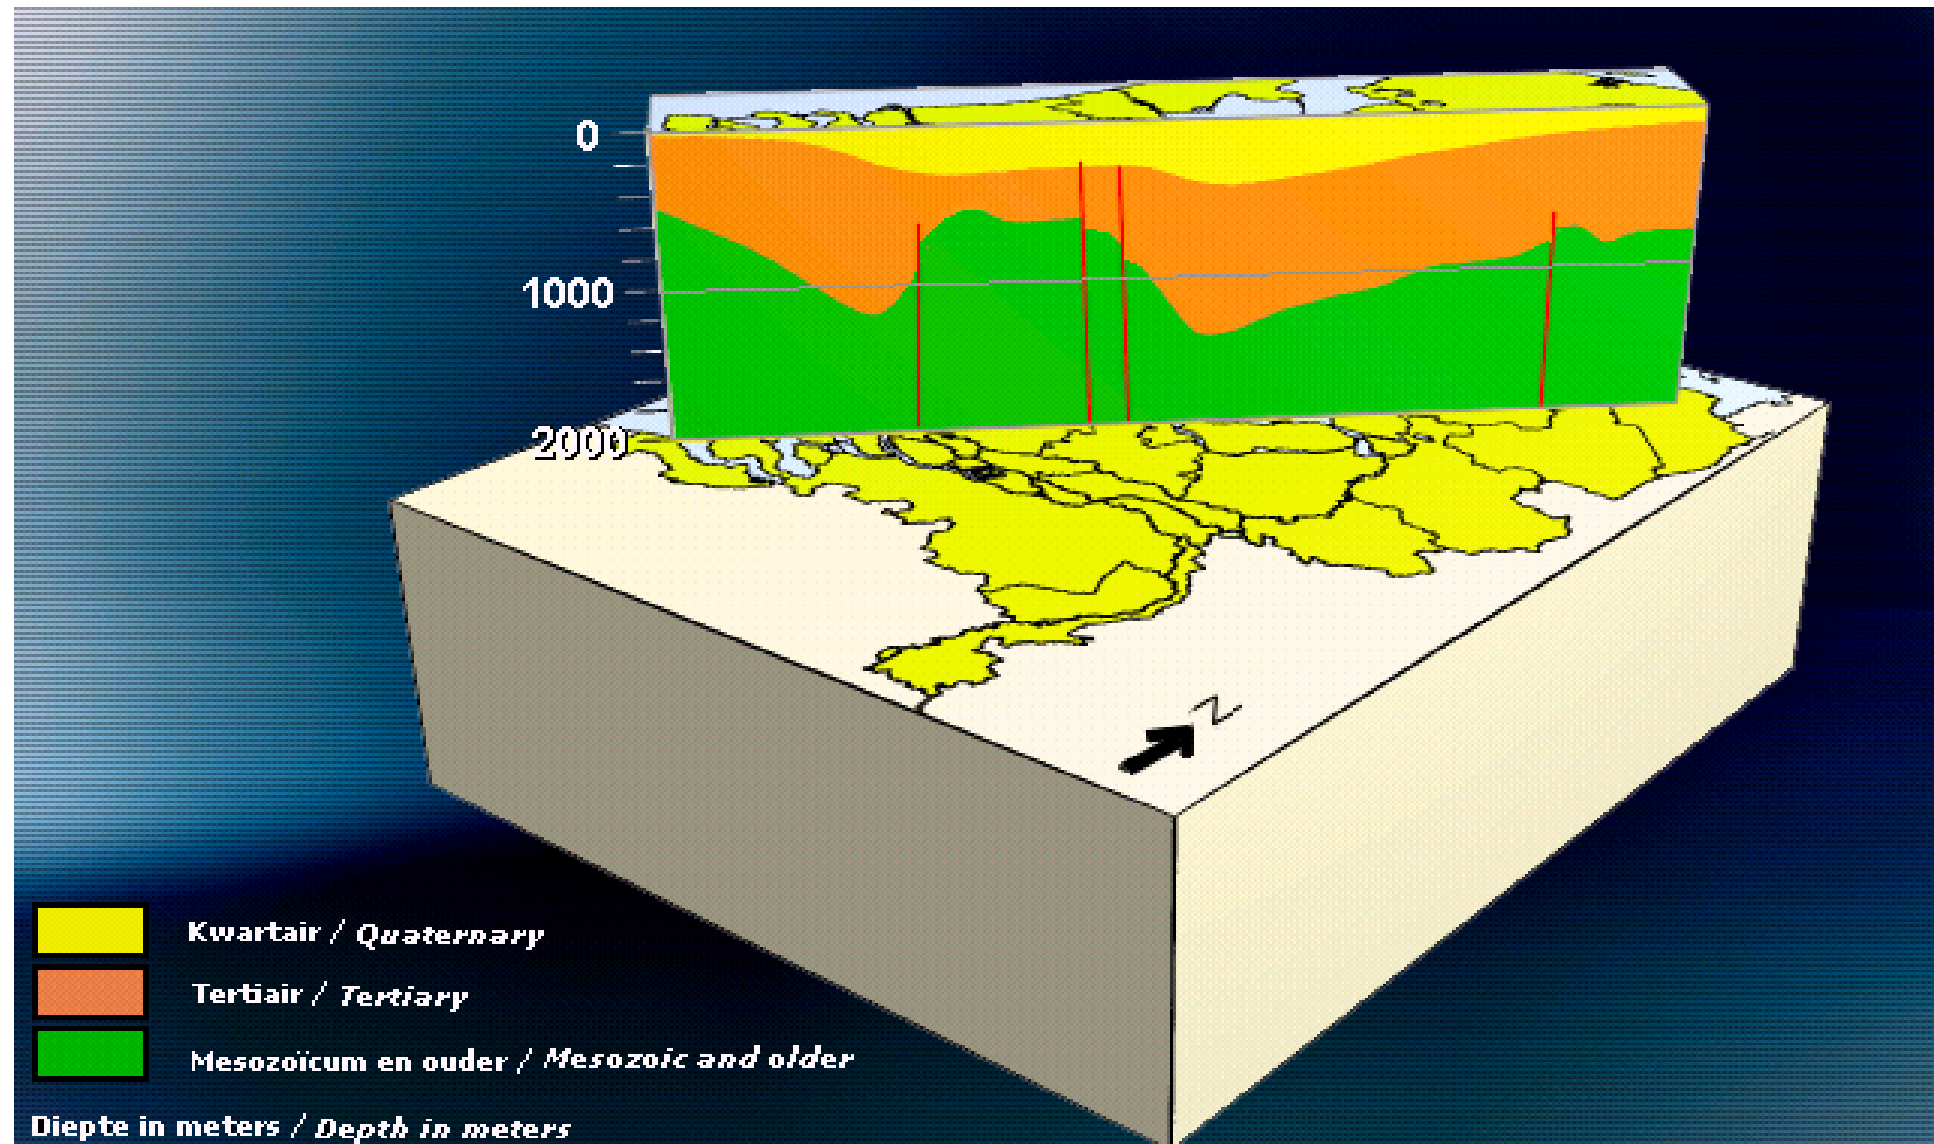 0
1000
2000
N
Kwartair / Quaternary
Tertiair / Tertiary
Mesozoïcum en ouder / Mesozoic and older
Diepte in meters / Depth in meters